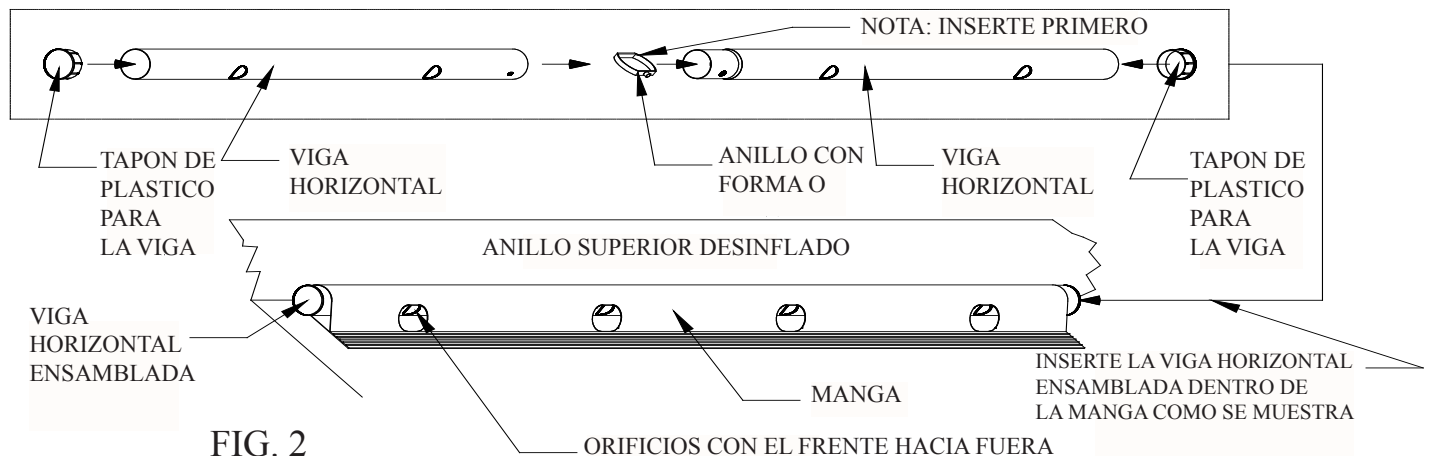 NOTA: INSERTE PRIMERO
TAPON DE
PLASTICO
PARA
LA VIGA
VIGA
HORIZONTAL
ANILLO CON
FORMA O
VIGA
HORIZONTAL
TAPON DE
PLASTICO
PARA
LA VIGA
ANILLO SUPERIOR DESINFLADO
VIGA
HORIZONTAL
ENSAMBLADA
MANGA
INSERTE LA VIGA HORIZONTAL
ENSAMBLADA DENTRO DE
LA MANGA COMO SE MUESTRA
FIG. 2
ORIFICIOS CON EL FRENTE HACIA FUERA